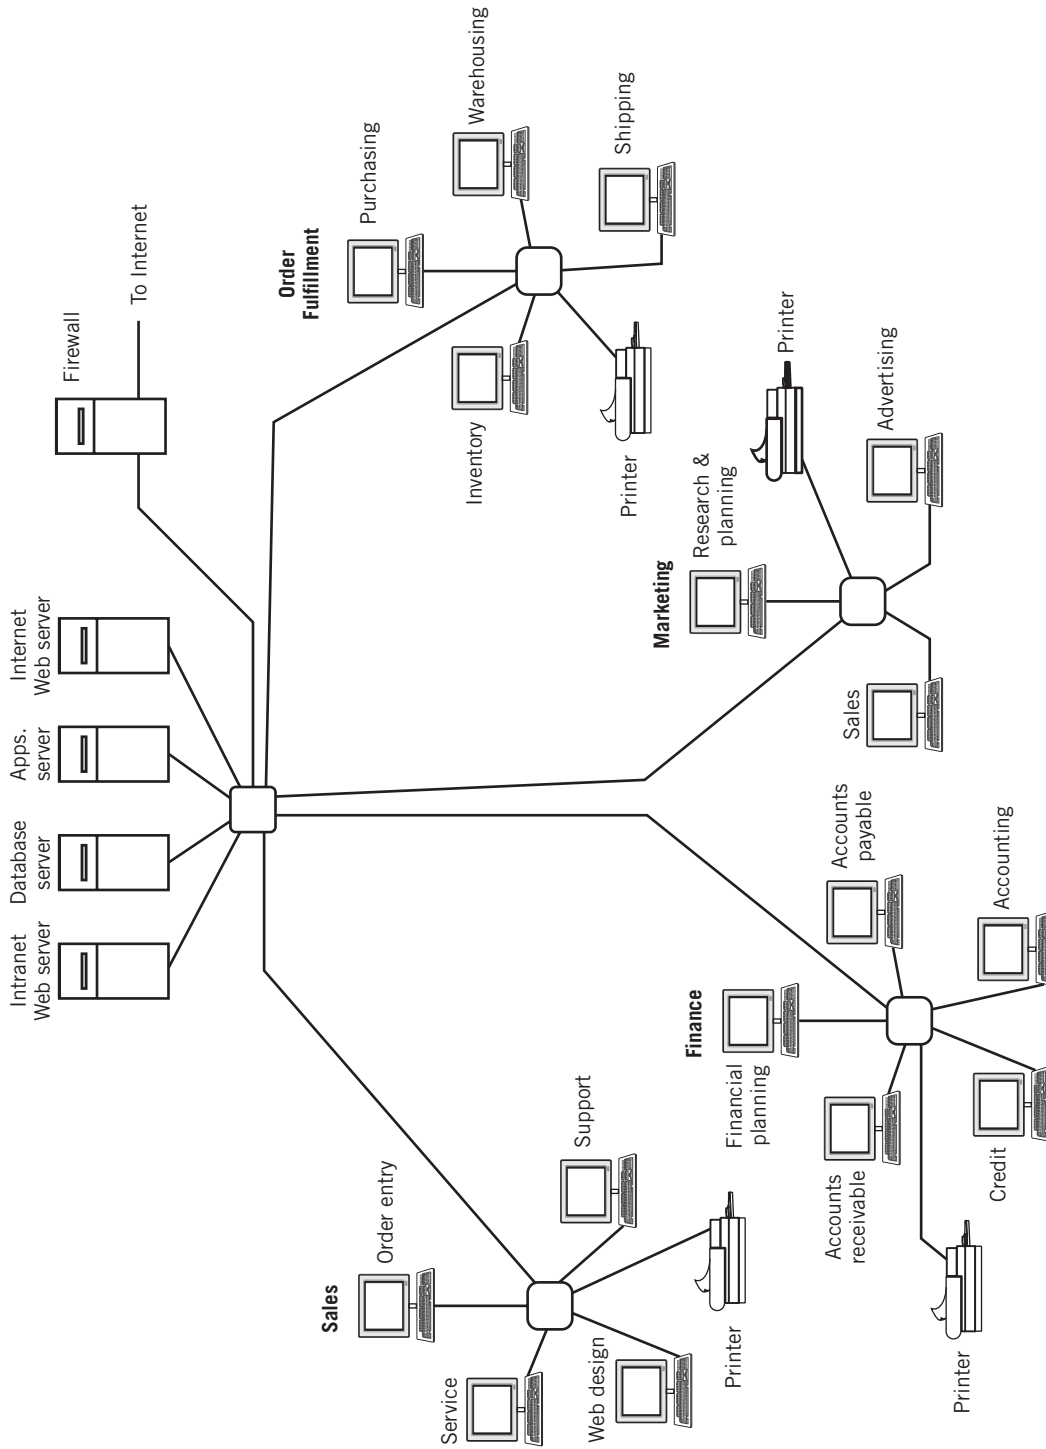 Intranet
Web server
Database
server
Apps.
server
Internet
Web server
Firewall
To Internet
Sales
Order entry
Service
Support
Web design
Printer
Finance
Financial
planning
Accounts
receivable
Accounts
payable
Credit
Accounting
Printer
Marketing
Research &
planning
Printer
Sales
Advertising
Order
Fulfillment
Purchasing
Inventory
Warehousing
Printer
Shipping